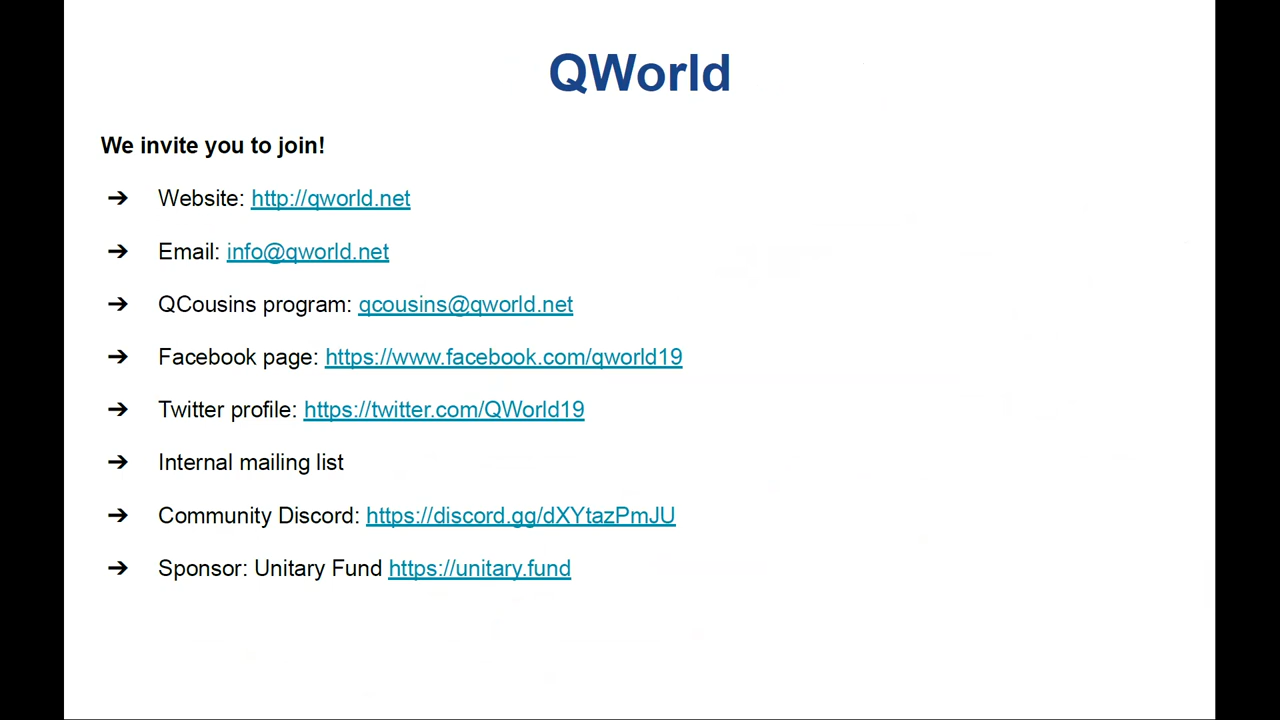 QWorld
We invite you to join!
➔ Website: http://qworld.net
➔ Email: info@qworld.net
➔ QCousins program: qcousins@qworld.net
➔ Facebook page: https://www.facebook.com/qworld19
➔ Twitter profile: https://twitter.com/QWorld19
➔ Internal mailing list
➔ Community Discord: https://discord.gg/dXYtazPmJU
➔ Sponsor: Unitary Fund https://unitary.fund